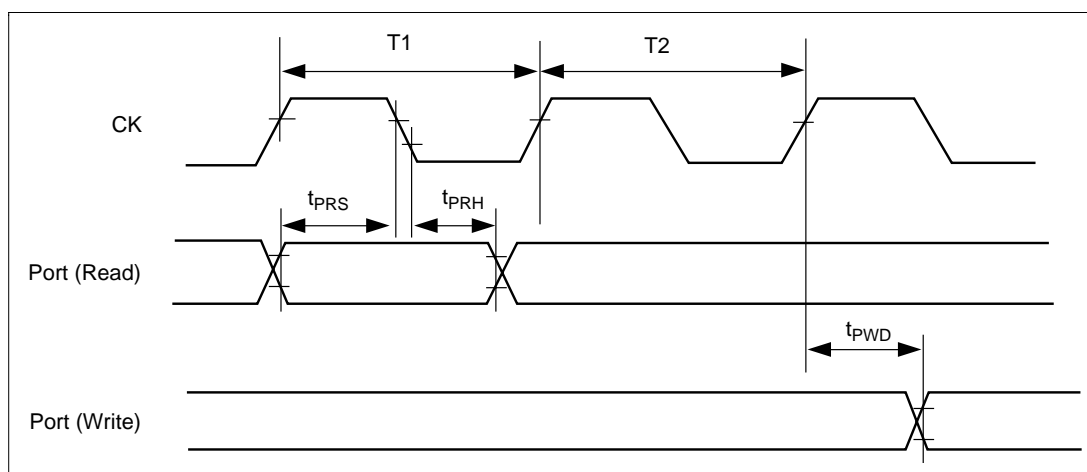 T1
T2
CK
tPRS
tPRH
Port (Read)
tPWD
Port (Write)